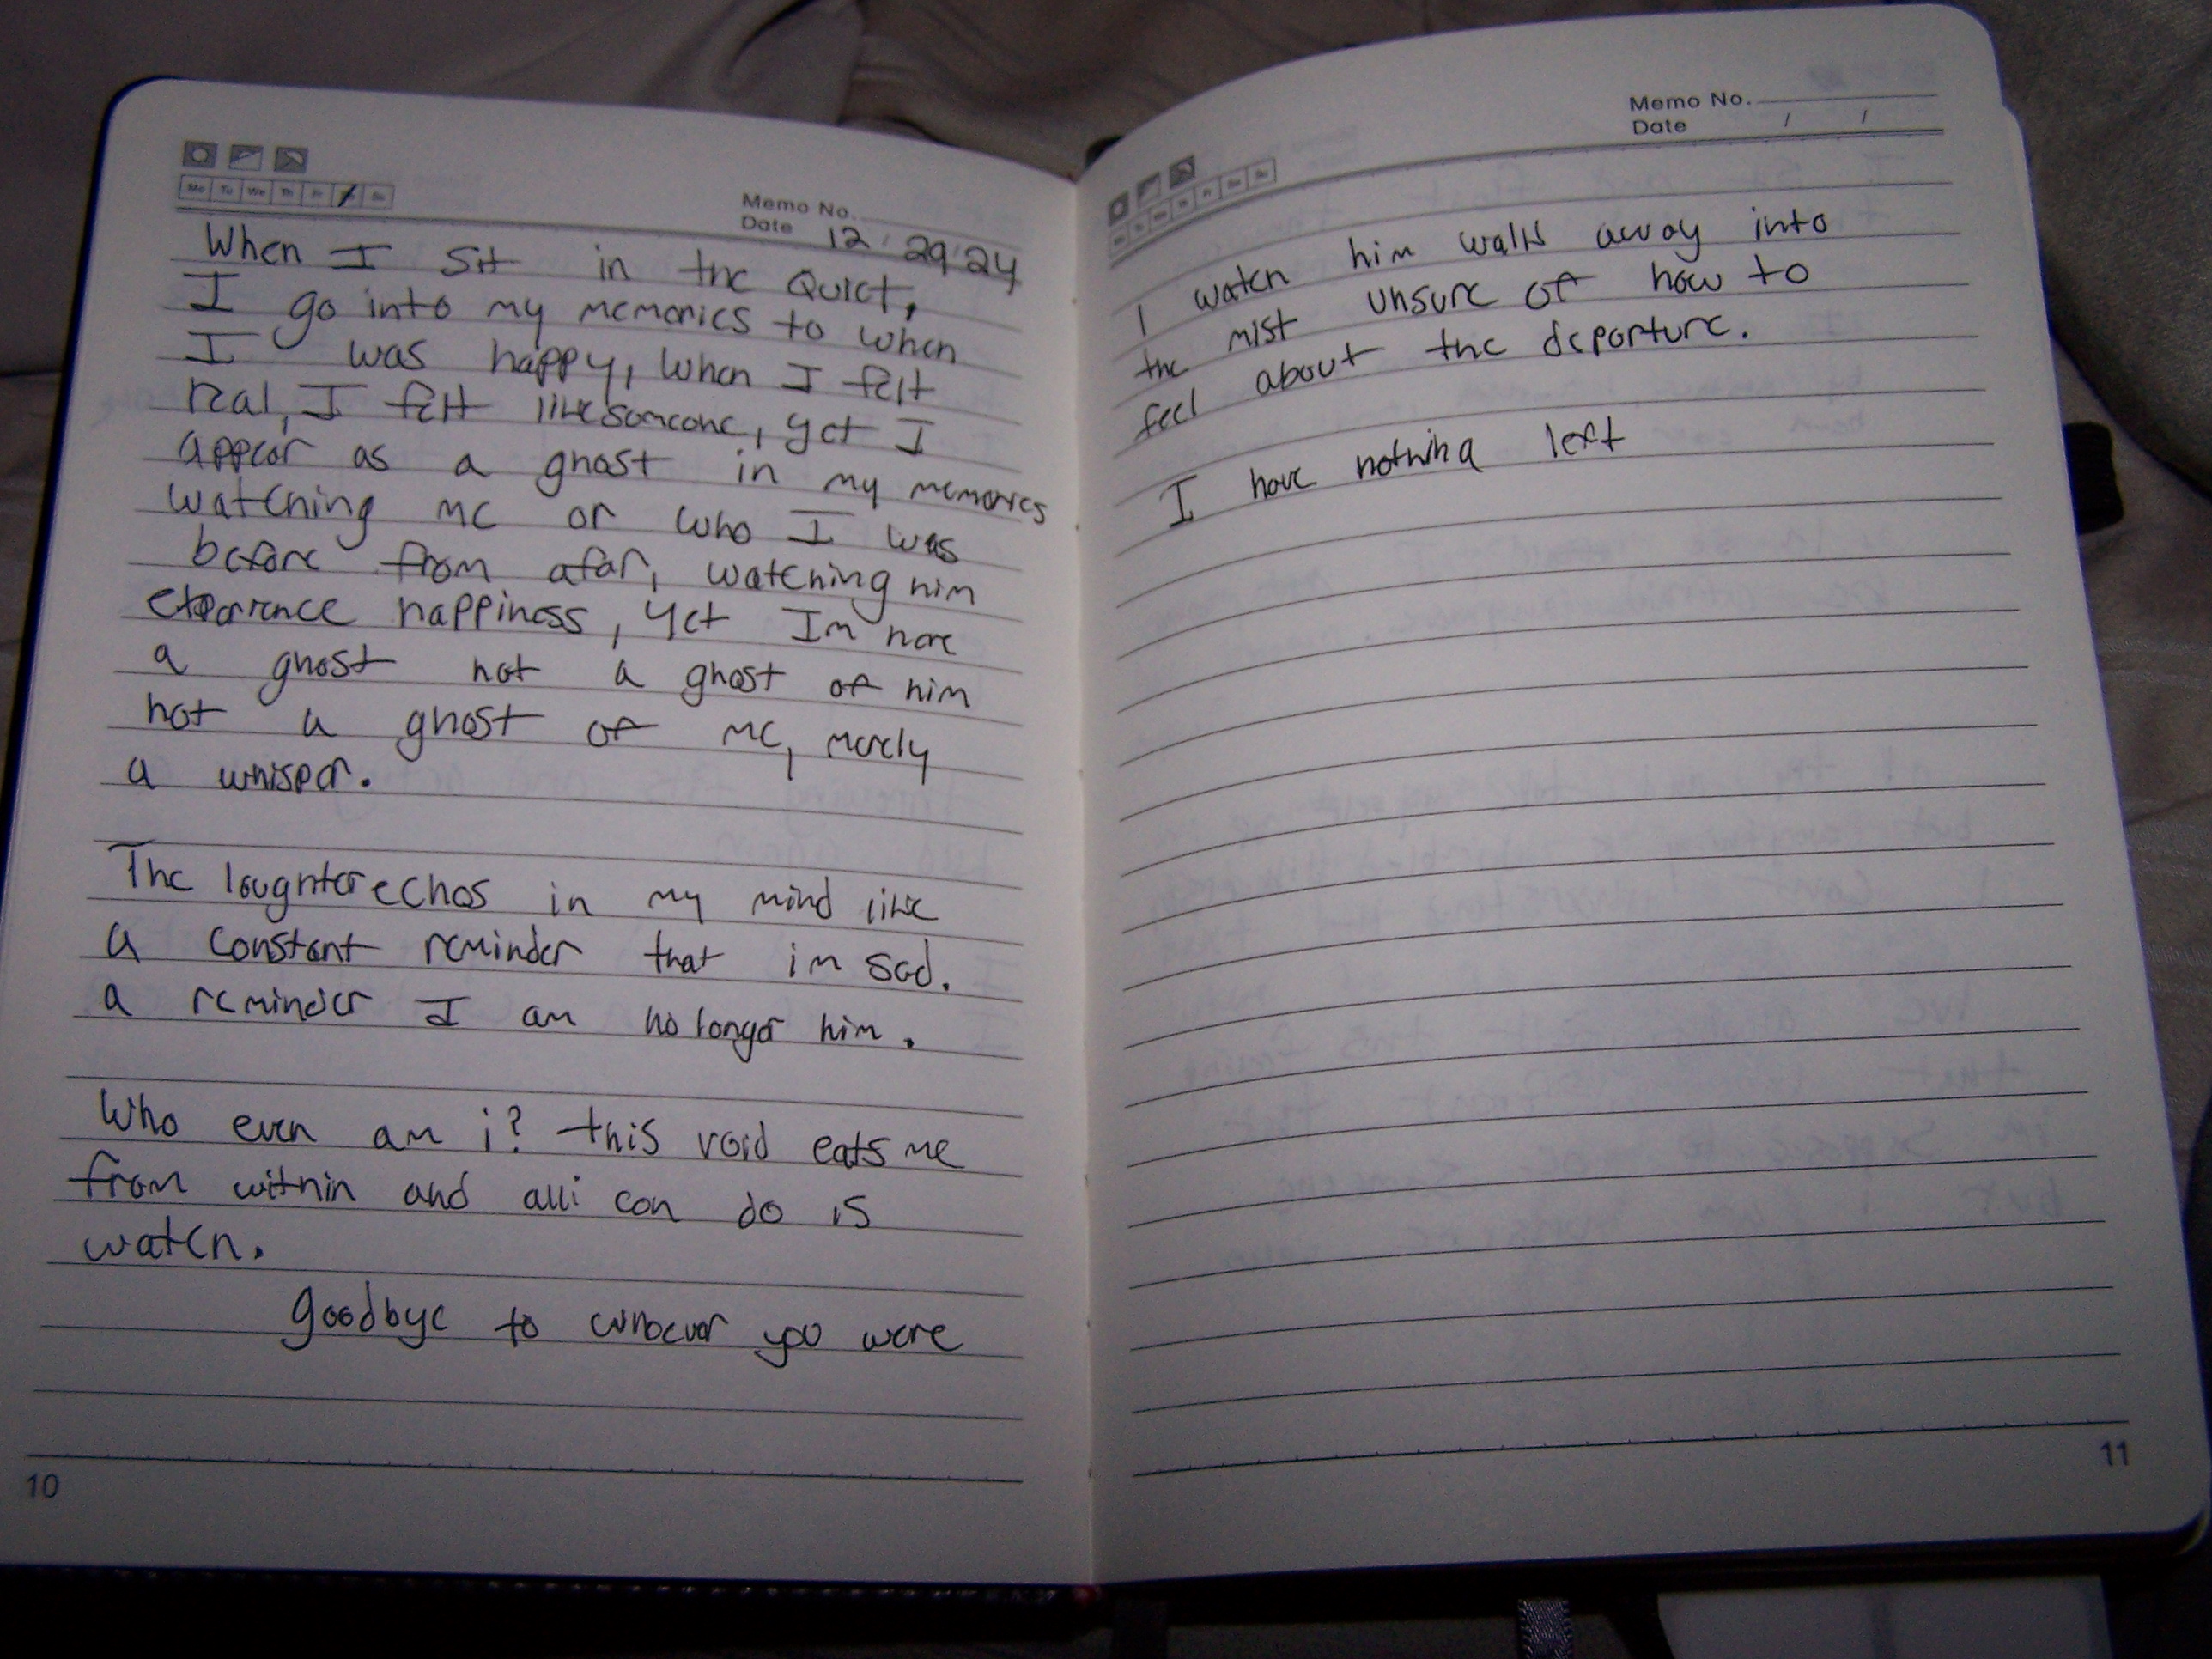 Mo Tu We Th Fr Sa Su
Memo No.
Date 12/29/24
When I sit in the Quiet,
I go into my memories to when
I was happy, when I felt
real, I felt like someone, yet I
appear as a ghost in my memories
watching me or who I was
before from afar, watching him
experience happiness, yet Im here
a ghost not a ghost of him
not a ghost of me, merely
a whisper.
The laughter echos in my mind like
a constant reminder that im sad.
a reminder I am no longer him.
Who even am i? this void eats me
from within and all i can do is
watch.
goodbye to whoever you were
10
Memo No.
Date / /
Mo Tu We Th Fr Sa Su
I watch him walk away into
the mist unsure of how to
feel about the departure.
I have nothing left
11